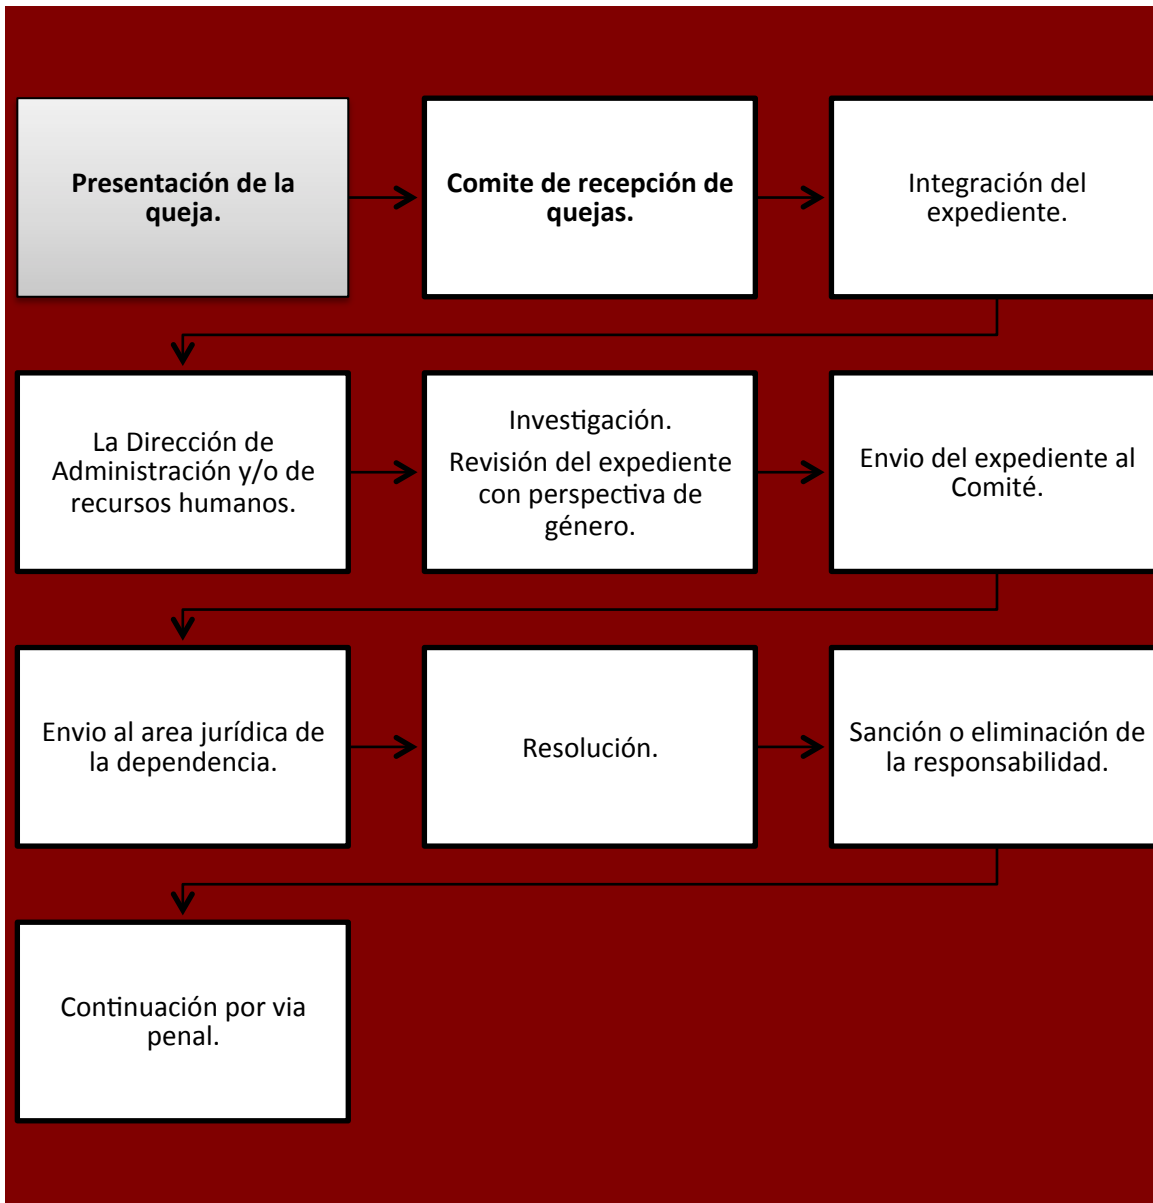 Presentación de la
queja.
Comite de recepción de
quejas.
Integración del
expediente.
La Dirección de
Administración y/o de
recursos humanos.
Investigación.
Revisión del expediente
con perspectiva de
género.
Envio del expediente al
Comité.
Envio al area jurídica de
la dependencia.
Resolución.
Sanción o eliminación de
la responsabilidad.
Continuación por via
penal.